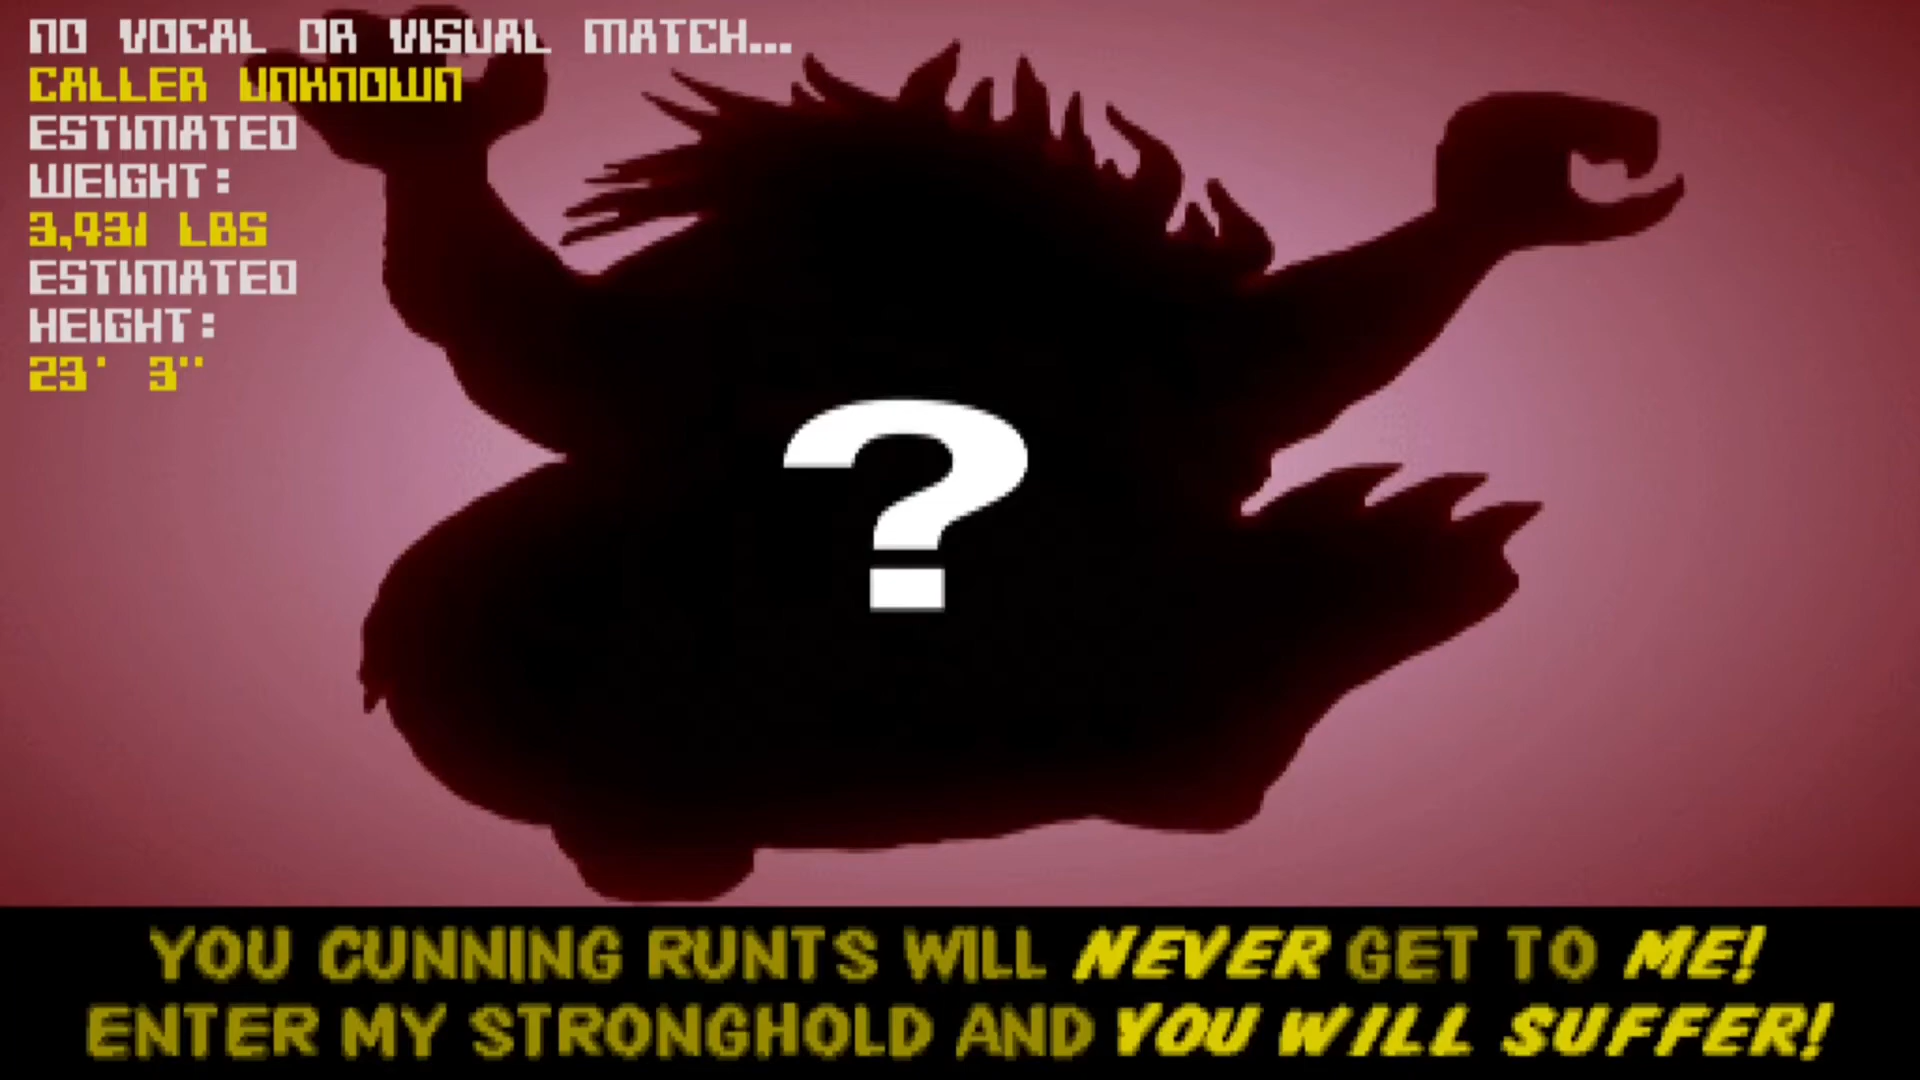 NO VOCAL OR VISUAL MATCH...
CALLER UNKNOWN
ESTIMATED
WEIGHT:
3,931 LBS
ESTIMATED
HEIGHT:
23' 3"
?
YOU CUNNING RUNTS WILL NEVER GET TO ME!
ENTER MY STRONGHOLD AND YOU WILL SUFFER!